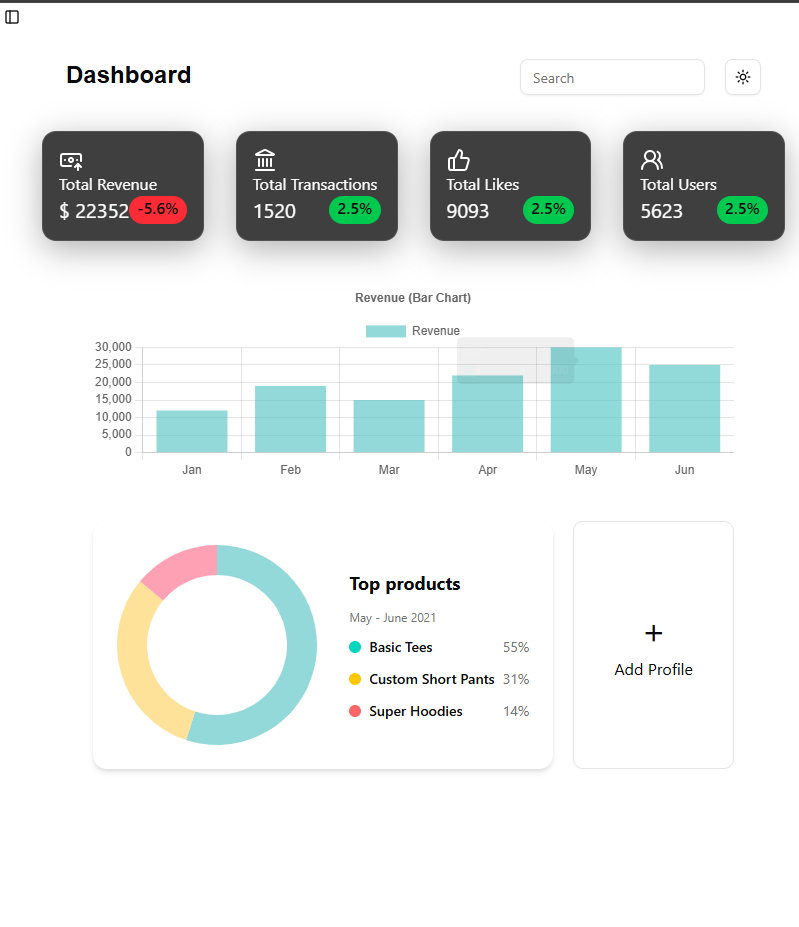 Dashboard
Search
Total Revenue
$ 22352 -5.6%
Total Transactions
1520 2.5%
Total Likes
9093 2.5%
Total Users
5623 2.5%
Revenue (Bar Chart)
Revenue
30,000
25,000
20,000
15,000
10,000
5,000
0
Jan Feb Mar Apr May Jun
Top products
May - June 2021
Basic Tees 55%
Custom Short Pants 31%
Super Hoodies 14%
+
Add Profile